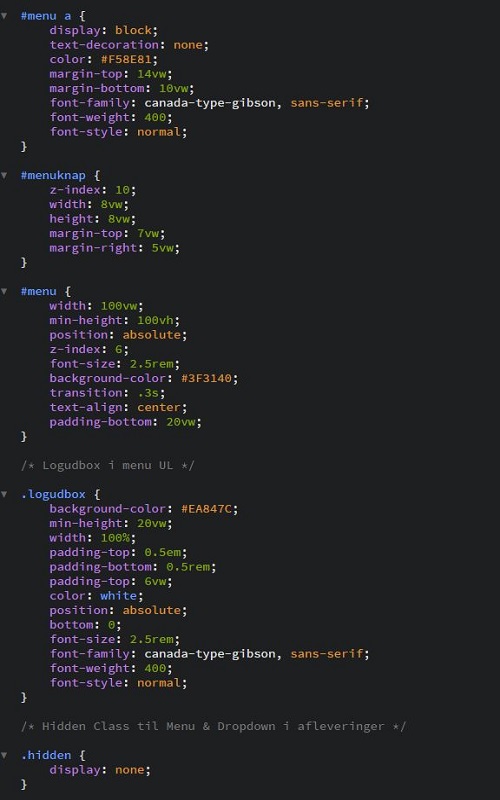 #menu a {
display: block;
text-decoration: none;
color: #F58E81;
margin-top: 14vw;
margin-bottom: 10vw;
font-family: canada-type-gibson, sans-serif;
font-weight: 400;
font-style: normal;
}
#menuknap {
z-index: 10;
width: 8vw;
height: 8vw;
margin-top: 7vw;
margin-right: 5vw;
}
#menu {
width: 100vw;
min-height: 100vh;
position: absolute;
z-index: 6;
font-size: 2.5rem;
background-color: #3F3140;
transition: .3s;
text-align: center;
padding-bottom: 20vw;
}
/* Logudbox i menu UL */
.logudbox {
background-color: #EA847C;
min-height: 20vw;
width: 100%;
padding-top: 0.5em;
padding-bottom: 0.5rem;
padding-top: 6vw;
color: white;
position: absolute;
bottom: 0;
font-size: 2.5rem;
font-family: canada-type-gibson, sans-serif;
font-weight: 400;
font-style: normal;
}
/* Hidden Class til Menu & Dropdown i afleveringer */
.hidden {
display: none;
}